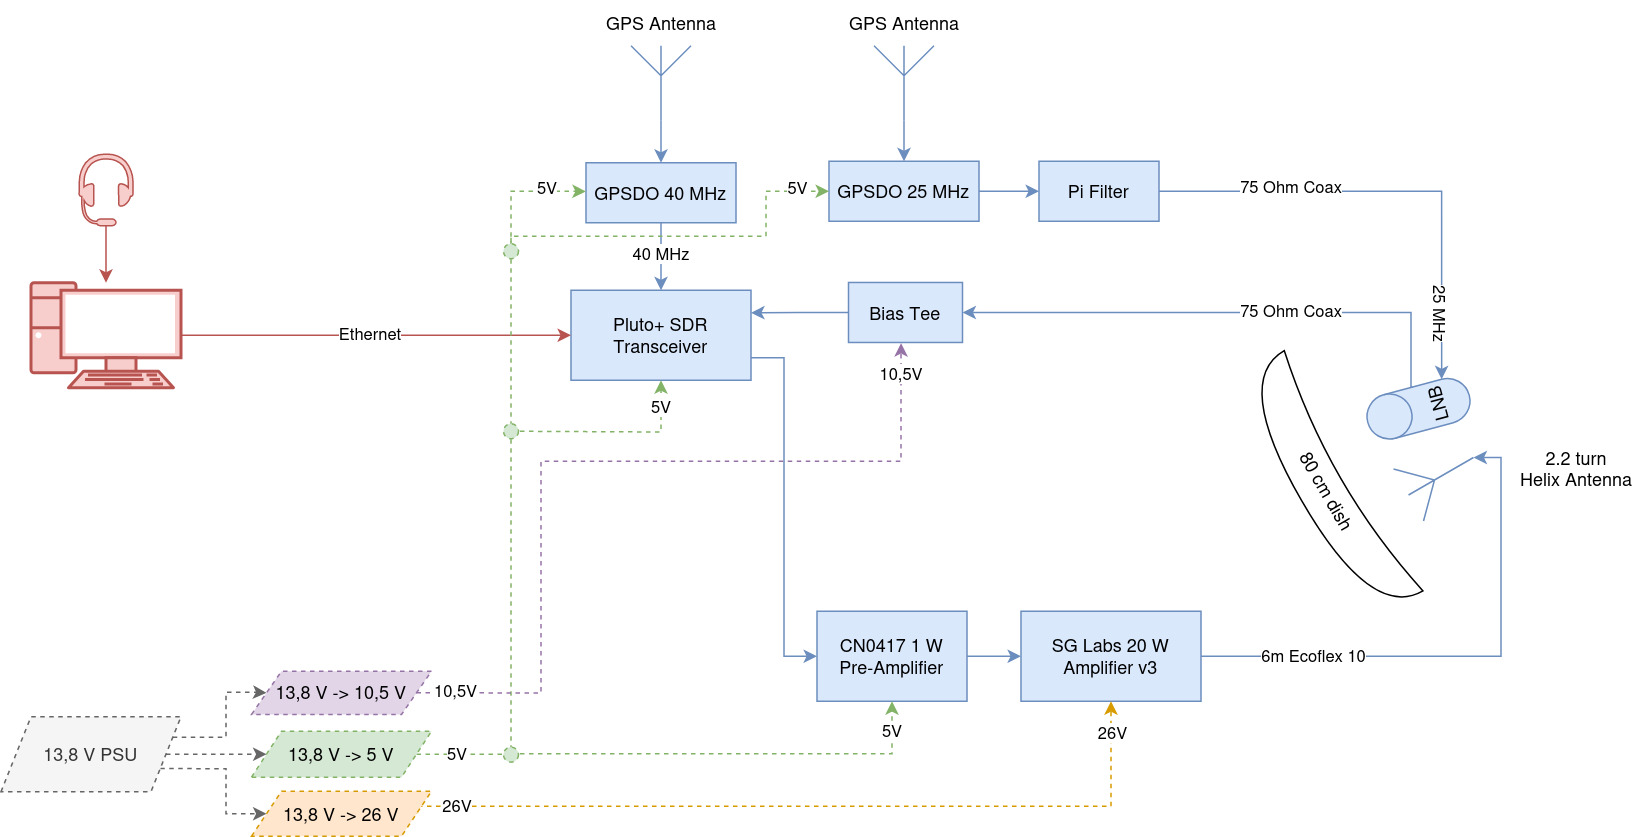 GPS Antenna
GPS Antenna
5V
GPSDO 40 MHz
5V
GPSDO 25 MHz
Pi Filter
75 Ohm Coax
40 MHz
25 MHz
Ethernet
Pluto+ SDR
Transceiver
Bias Tee
75 Ohm Coax
10,5V
5V
LNB
80 cm dish
2.2 turn
Helix Antenna
CN0417 1 W
Pre-Amplifier
SG Labs 20 W
Amplifier v3
6m Ecoflex 10
13,8 V -> 10,5 V
10,5V
5V
26V
13,8 V PSU
13,8 V -> 5 V
5V
13,8 V -> 26 V
26V